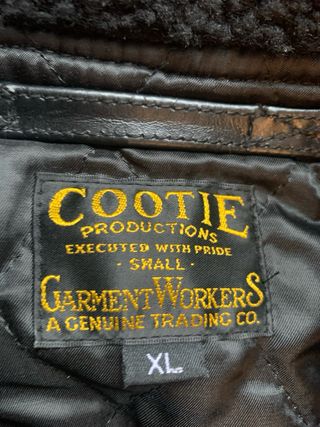 COOTIE
PRODUCTIONS
EXECUTED WITH PRIDE
· SMALL ·
GARMENTWORKERS
A GENUINE TRADING CO.
XL